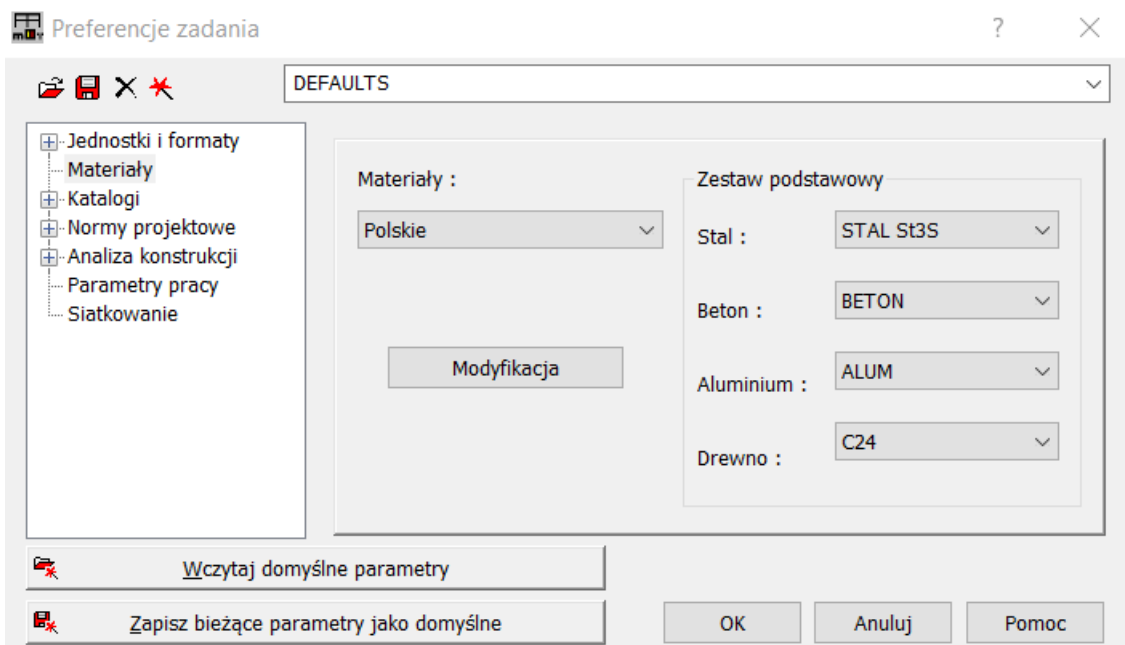 Preferencje zadania
DEFAULTS
Jednostki i formaty
Materiały
Katalogi
Normy projektowe
Analiza konstrukcji
Parametry pracy
Siatkowanie
Materiały :
Polskie
Modyfikacja
Zestaw podstawowy
Stal :
STAL St3S
Beton :
BETON
Aluminium :
ALUM
Drewno :
C24
Wczytaj domyślne parametry
Zapisz bieżące parametry jako domyślne
OK
Anuluj
Pomoc